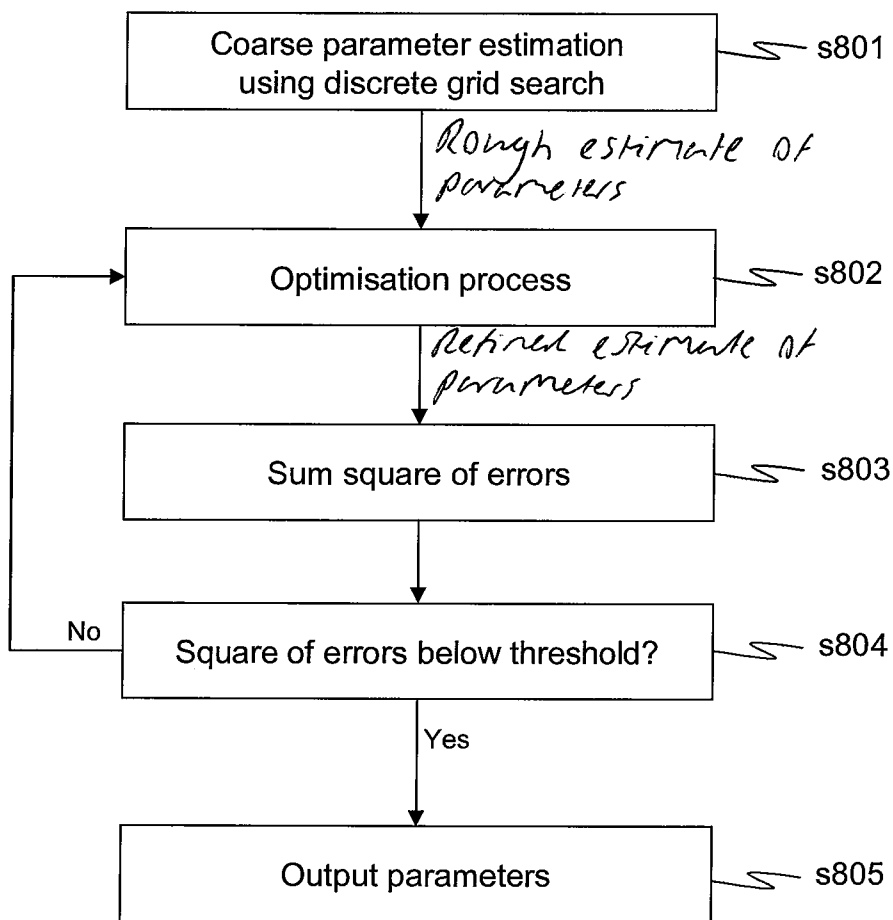 Coarse parameter estimation
using discrete grid search
s801
Rough estimate of
parameters
Optimisation process
s802
Refined estimate of
parameters
Sum square of errors
s803
No
Square of errors below threshold?
s804
Yes
Output parameters
s805